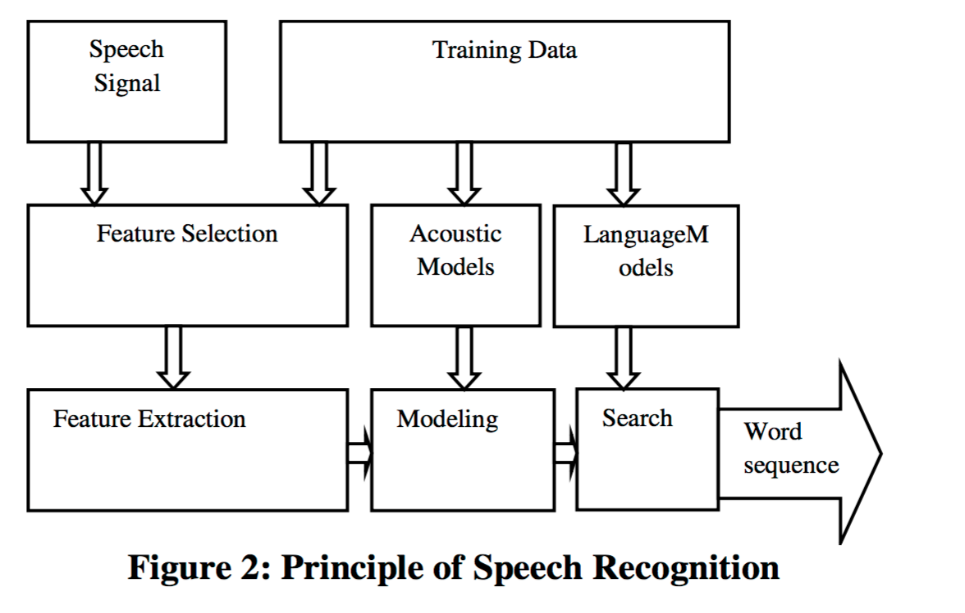 Speech
Signal
Training Data
Feature Selection
Acoustic
Models
LanguageM
odels
Feature Extraction
Modeling
Search
Word
sequence
Figure 2: Principle of Speech Recognition